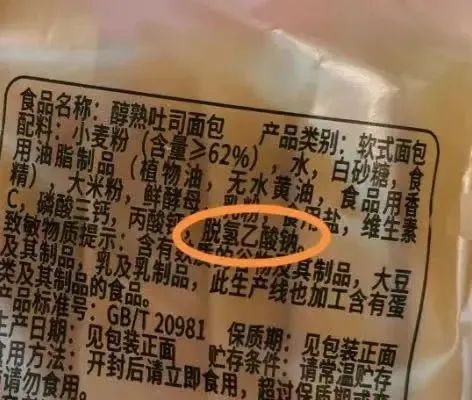 食品名称：醇熟吐司面包 产品类别：软式面包
配料：小麦粉（含量≥62%），水，白砂糖，食
用油脂制品（植物油，无水黄油，食品用香
精），大米粉，鲜酵母，乳粉，食用盐，维生素
C，磷酸三钙，丙酸钙，脱氢乙酸钠。
致敏物质提示：含有麸质的谷物及其制品，大豆
及其制品，乳及乳制品，此生产线也加工含有蛋
类及其制品的食品。
产品标准号：GB/T 20981
生产日期：见包装正面 保质期：见包装正面
食用方法： 贮存条件：请常温贮存
开封后请立即食用，超过保质期
请勿食用。